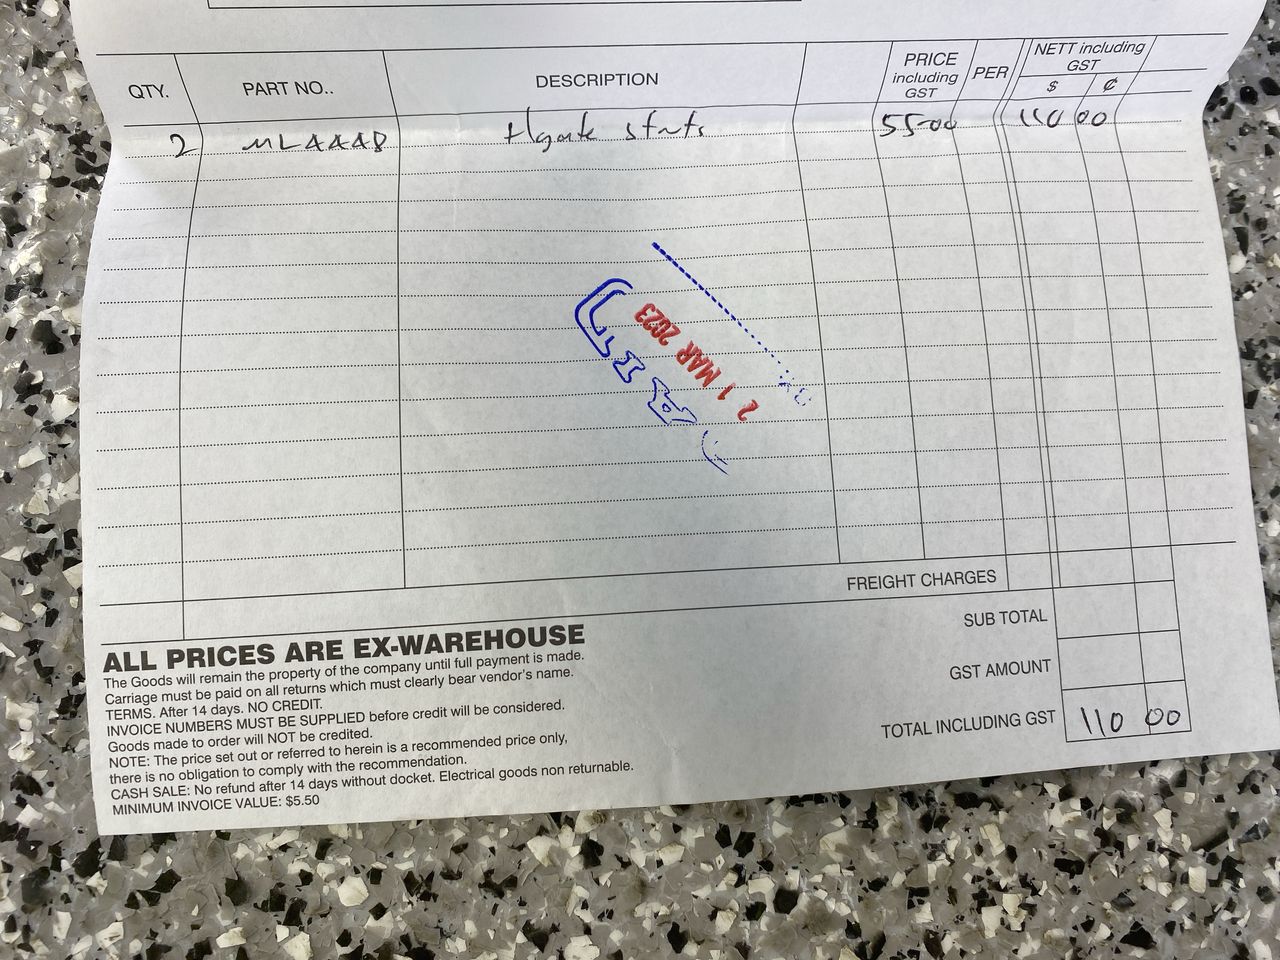 QTY. PART NO.. DESCRIPTION PRICE including GST PER NETT including GST $ ¢
2 MLAAAB Hgate struts 55-00 110 00
21 MAR 2023
FREIGHT CHARGES
SUB TOTAL
GST AMOUNT
TOTAL INCLUDING GST 110 00
ALL PRICES ARE EX-WAREHOUSE
The Goods will remain the property of the company until full payment is made.
Carriage must be paid on all returns which must clearly bear vendor's name.
TERMS. After 14 days. NO CREDIT.
INVOICE NUMBERS MUST BE SUPPLIED before credit will be considered.
Goods made to order will NOT be credited.
NOTE: The price set out or referred to herein is a recommended price only,
there is no obligation to comply with the recommendation.
CASH SALE: No refund after 14 days without docket. Electrical goods non returnable.
MINIMUM INVOICE VALUE: $5.50